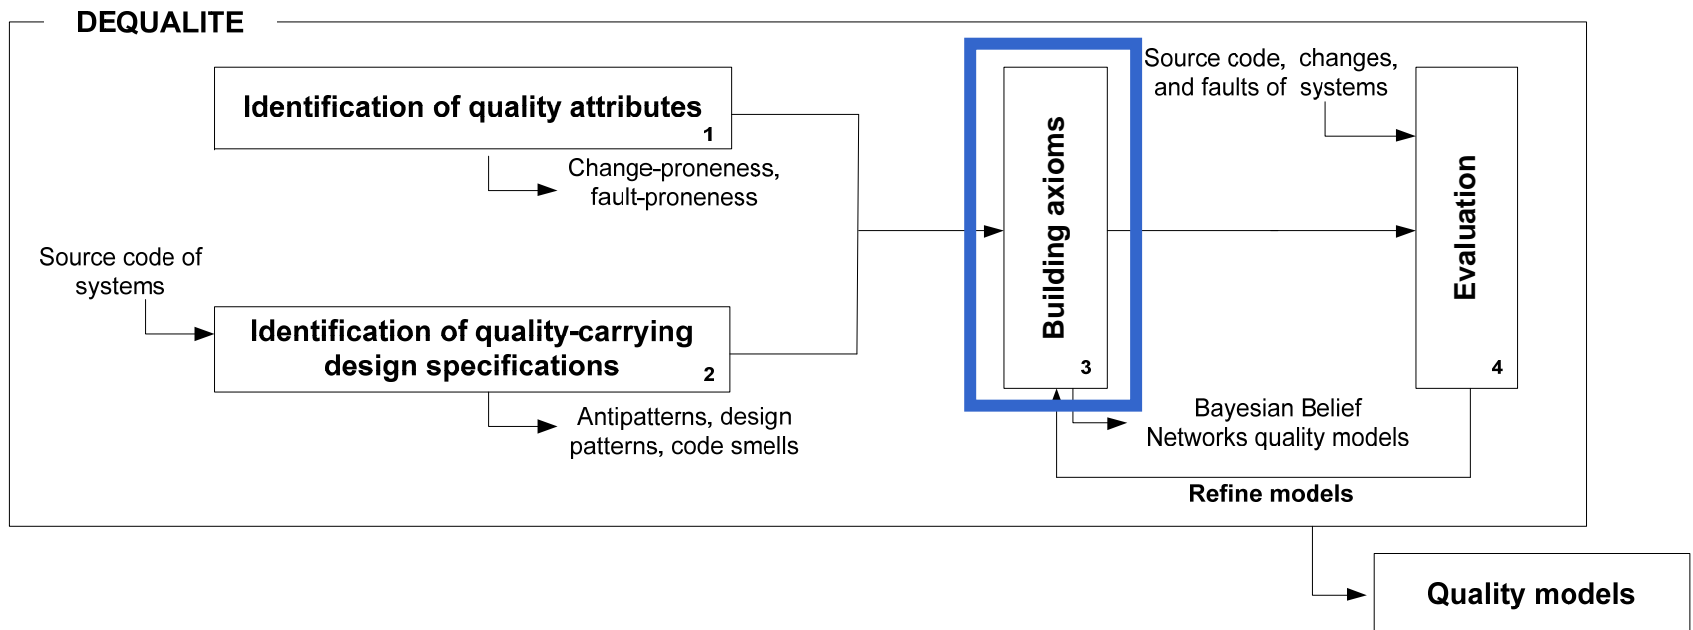 DEQUALITE
Identification of quality attributes
1
Change-proneness,
fault-proneness
Source code of
systems
Identification of quality-carrying
design specifications
2
Antipatterns, design
patterns, code smells
Building axioms
3
Source code, changes,
and faults of systems
Evaluation
4
Bayesian Belief
Networks quality models
Refine models
Quality models